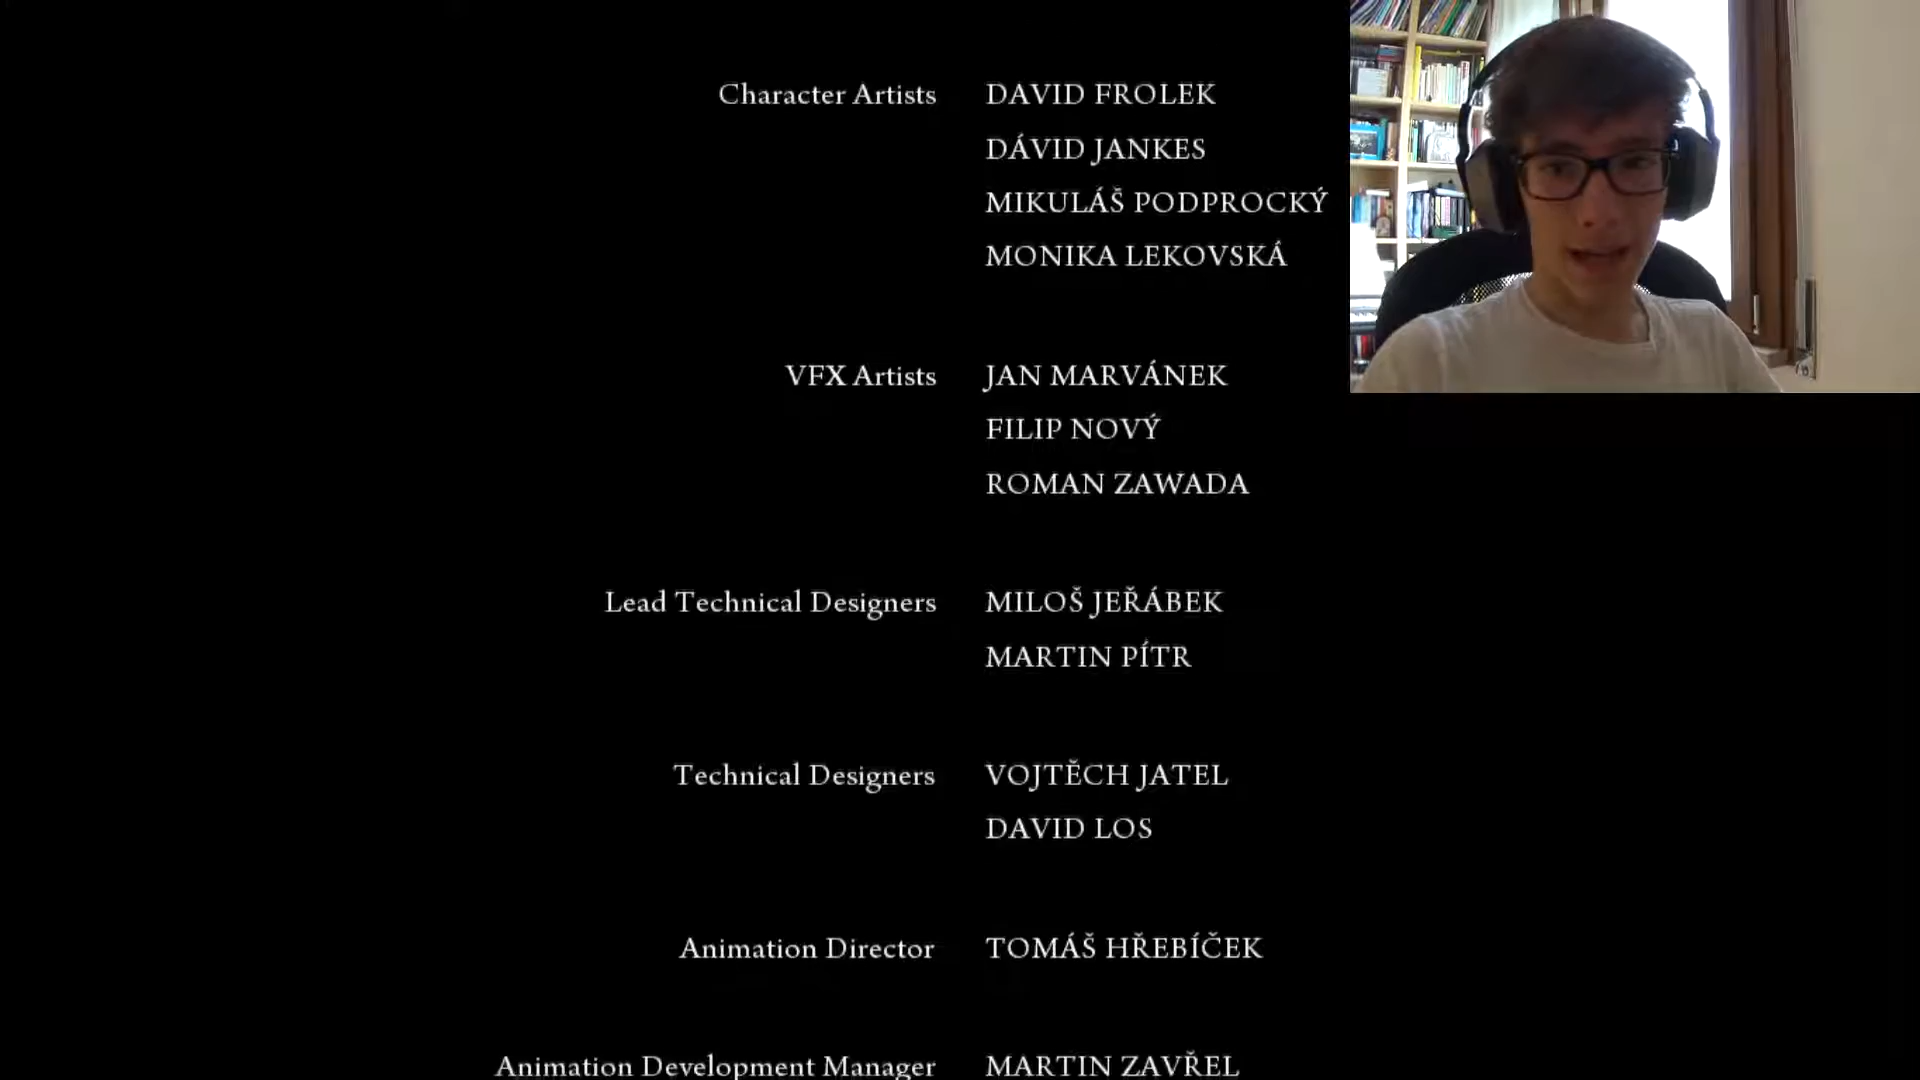 Character Artists DAVID FROLEK
DÁVID JANKES
MIKULÁŠ PODPROCKÝ
MONIKA LEKOVSKÁ
VFX Artists JAN MARVÁNEK
FILIP NOVÝ
ROMAN ZAWADA
Lead Technical Designers MILOŠ JEŘÁBEK
MARTIN PÍTR
Technical Designers VOJTĚCH JATEL
DAVID LOS
Animation Director TOMÁŠ HŘEBÍČEK
Animation Development Manager MARTIN ZAVŘEL